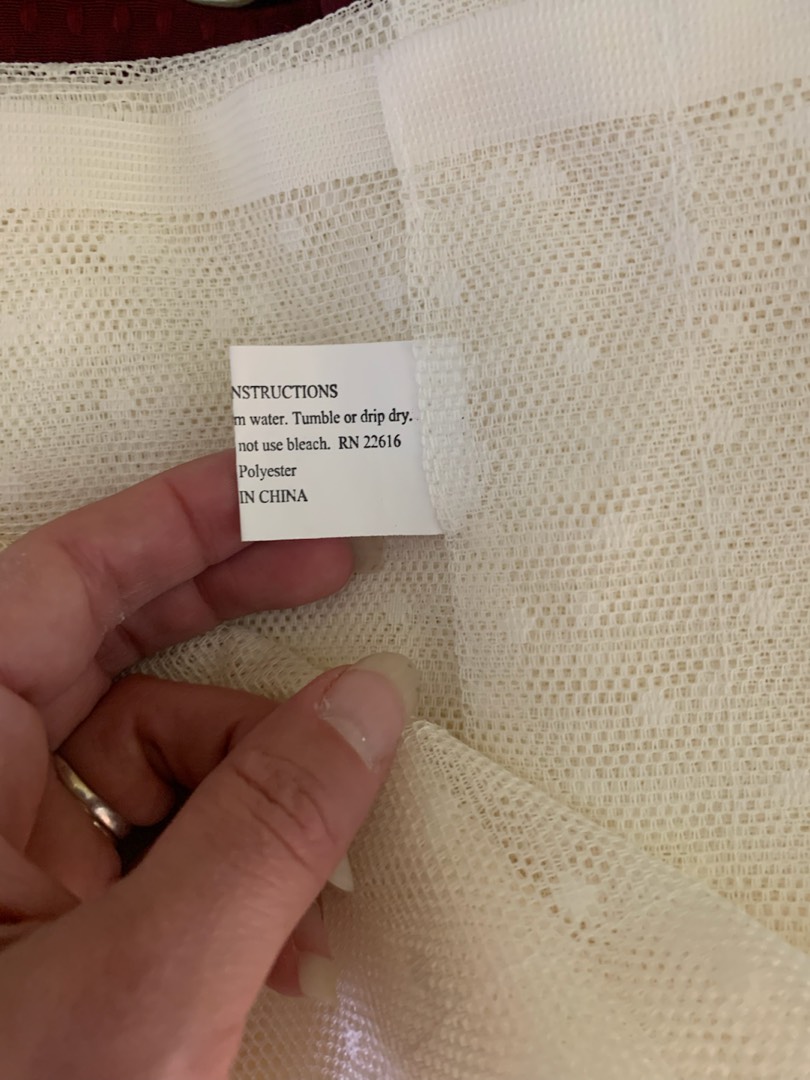 NSTRUCTIONS
m water. Tumble or drip dry.
not use bleach. RN 22616
Polyester
IN CHINA